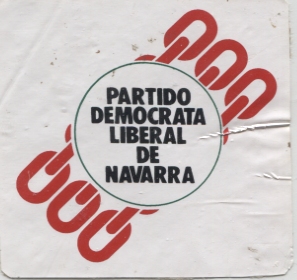 PARTIDO
DEMOCRATA
LIBERAL
DE
NAVARRA